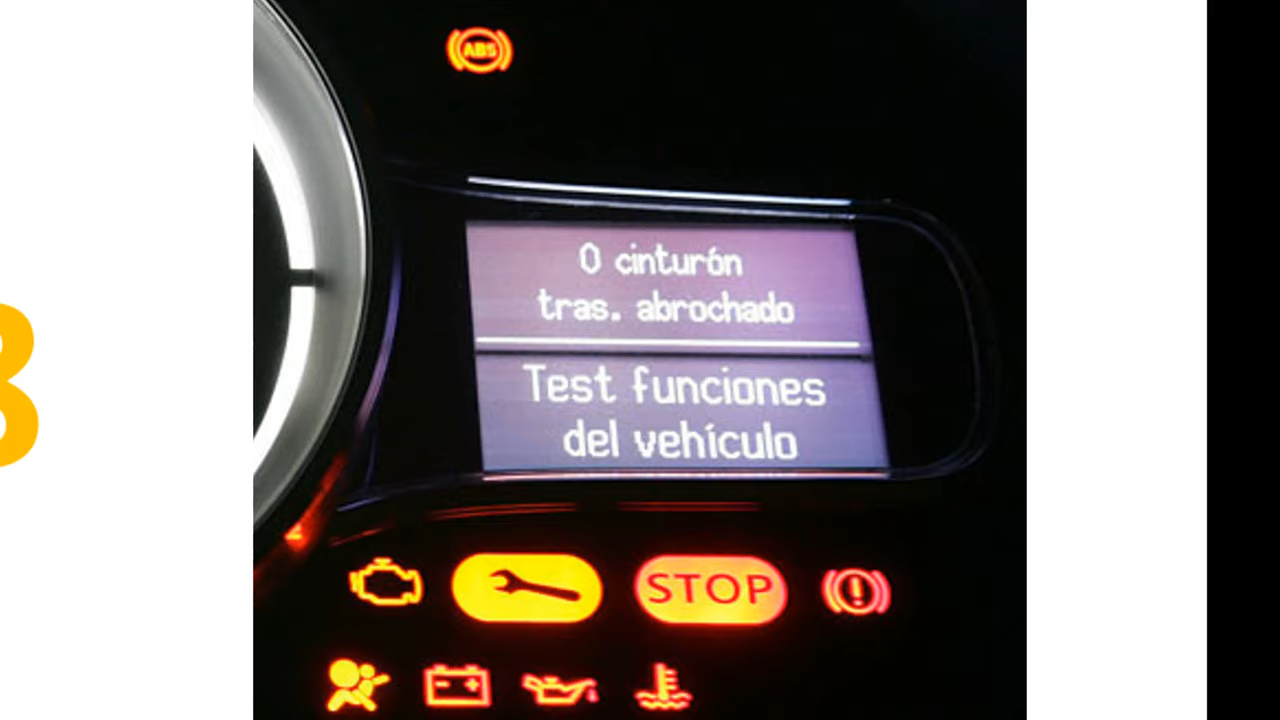 ABS
0 cinturón
tras. abrochado
Test funciones
del vehículo
STOP